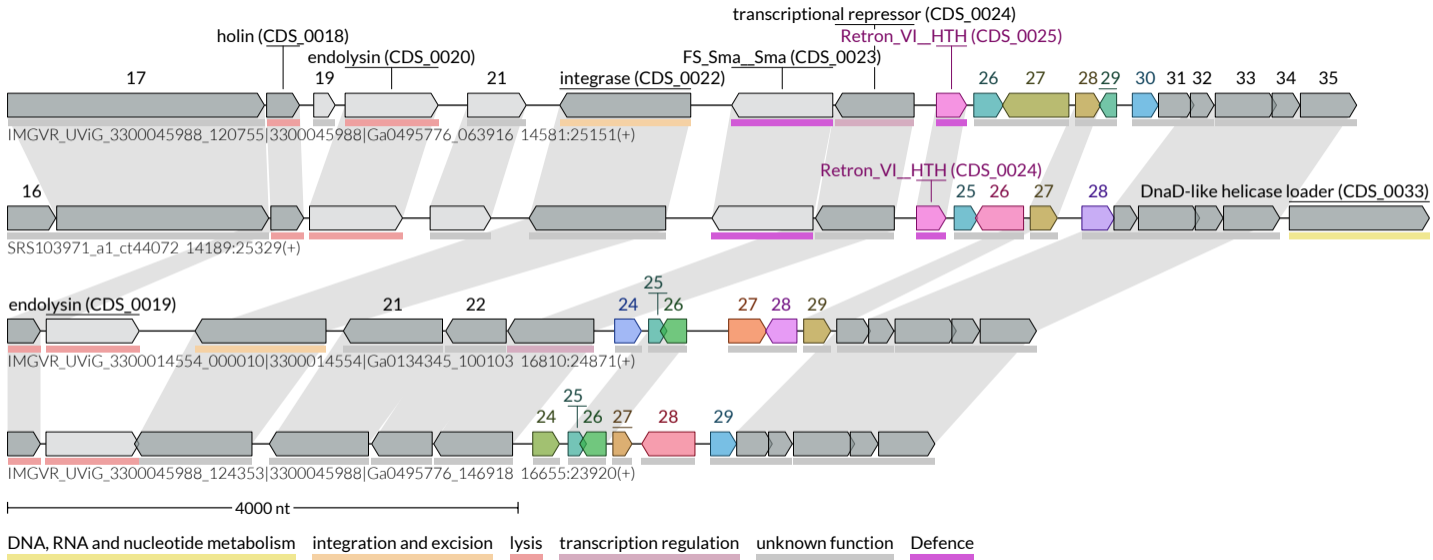 transcriptional repressor (CDS_0024)
holin (CDS_0018) Retron_VI__HTH (CDS_0025)
endolysin (CDS_0020) FS_Sma__Sma (CDS_0023)
17 19 21 integrase (CDS_0022) 26 27 28 29 30 31 32 33 34 35
IMGVR_UViG_3300045988_120755|3300045988|Ga0495776_063916 14581:25151(+)
Retron_VI__HTH (CDS_0024)
16 25 26 27 28 DnaD-like helicase loader (CDS_0033)
SRS103971_a1_ct44072 14189:25329(+)
25
endolysin (CDS_0019) 21 22 24 26 27 28 29
IMGVR_UViG_3300014554_000010|3300014554|Ga0134345_100103 16810:24871(+)
25
24 26 27 28 29
IMGVR_UViG_3300045988_124353|3300045988|Ga0495776_146918 16655:23920(+)
4000 nt
DNA, RNA and nucleotide metabolism integration and excision lysis transcription regulation unknown function Defence